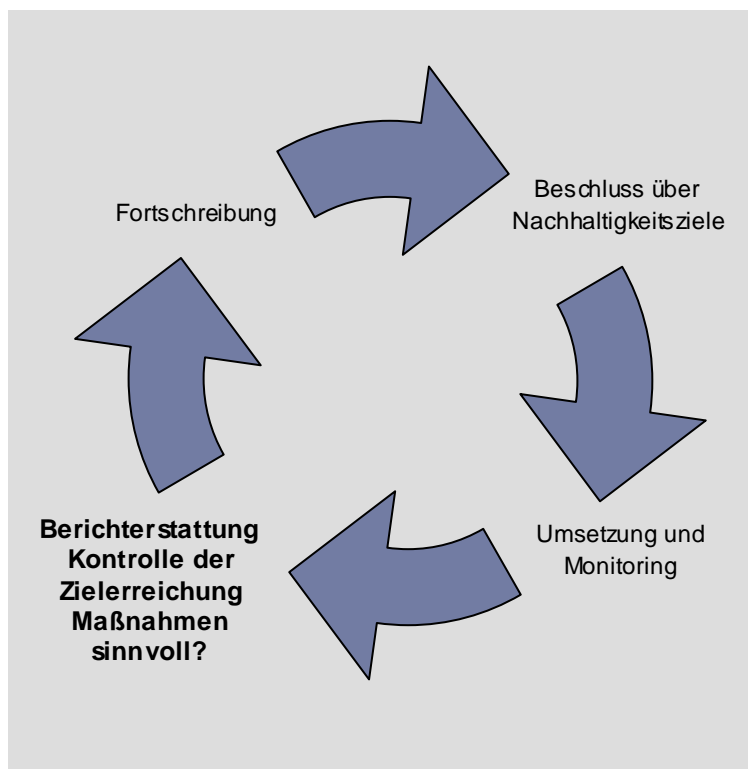 Fortschreibung
Beschluss über
Nachhaltigkeitsziele
Umsetzung und
Monitoring
Berichterstattung
Kontrolle der
Zielerreichung
Maßnahmen
sinnvoll?